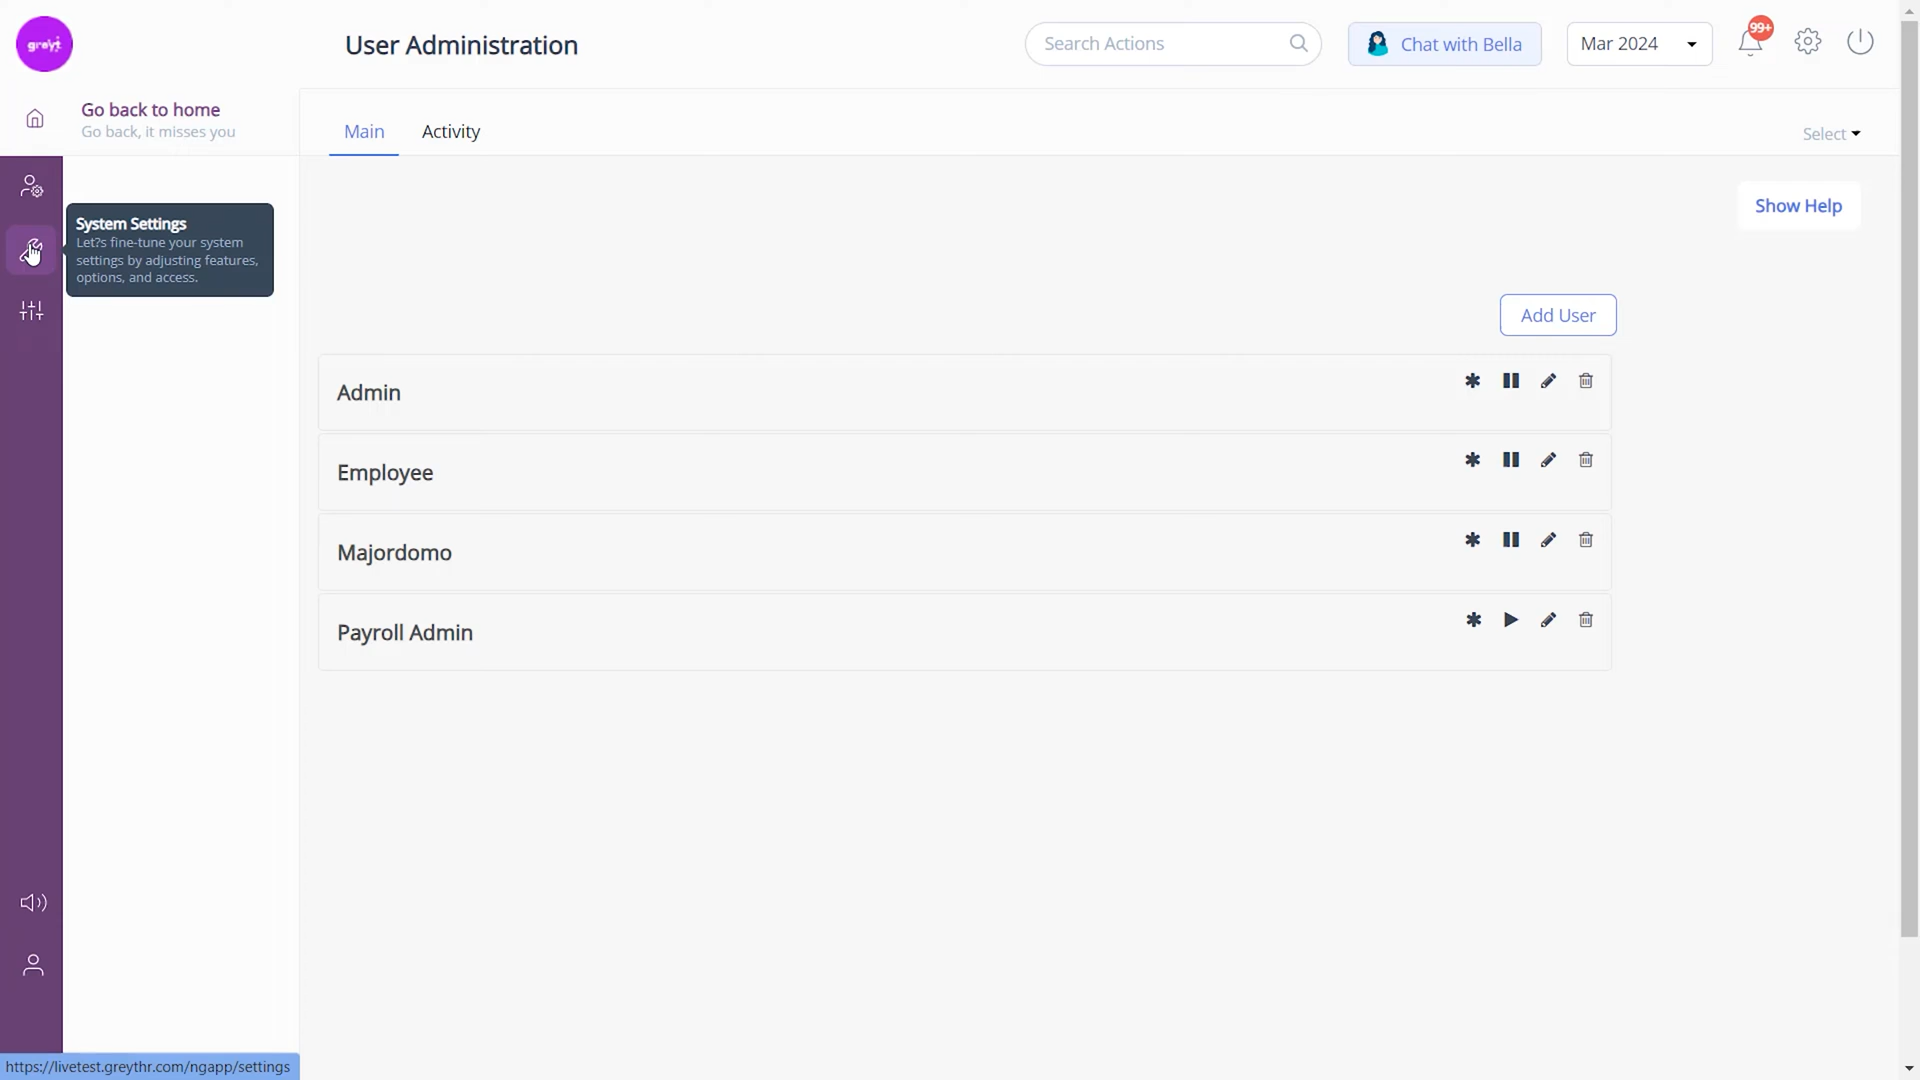 greyt
User Administration
Search Actions
Chat with Bella
Mar 2024
99+
Go back to home
Go back, it misses you
Main
Activity
Select
System Settings
Let?s fine-tune your system
settings by adjusting features,
options, and access.
Show Help
Add User
Admin
Employee
Majordomo
Payroll Admin
https://livetest.greythr.com/ngapp/settings